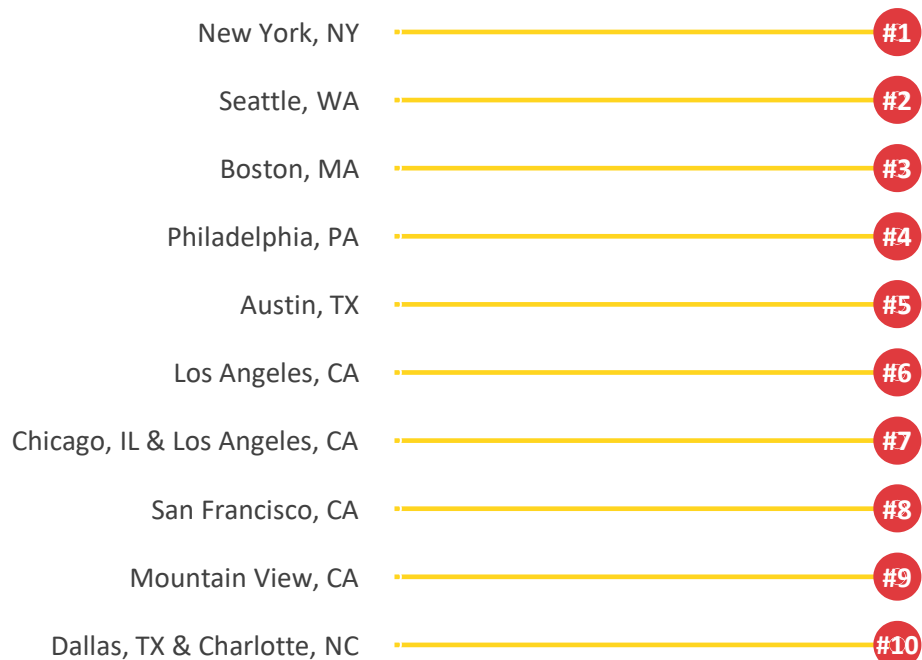 New York, NY #1
Seattle, WA #2
Boston, MA #3
Philadelphia, PA #4
Austin, TX #5
Los Angeles, CA #6
Chicago, IL & Los Angeles, CA #7
San Francisco, CA #8
Mountain View, CA #9
Dallas, TX & Charlotte, NC #10